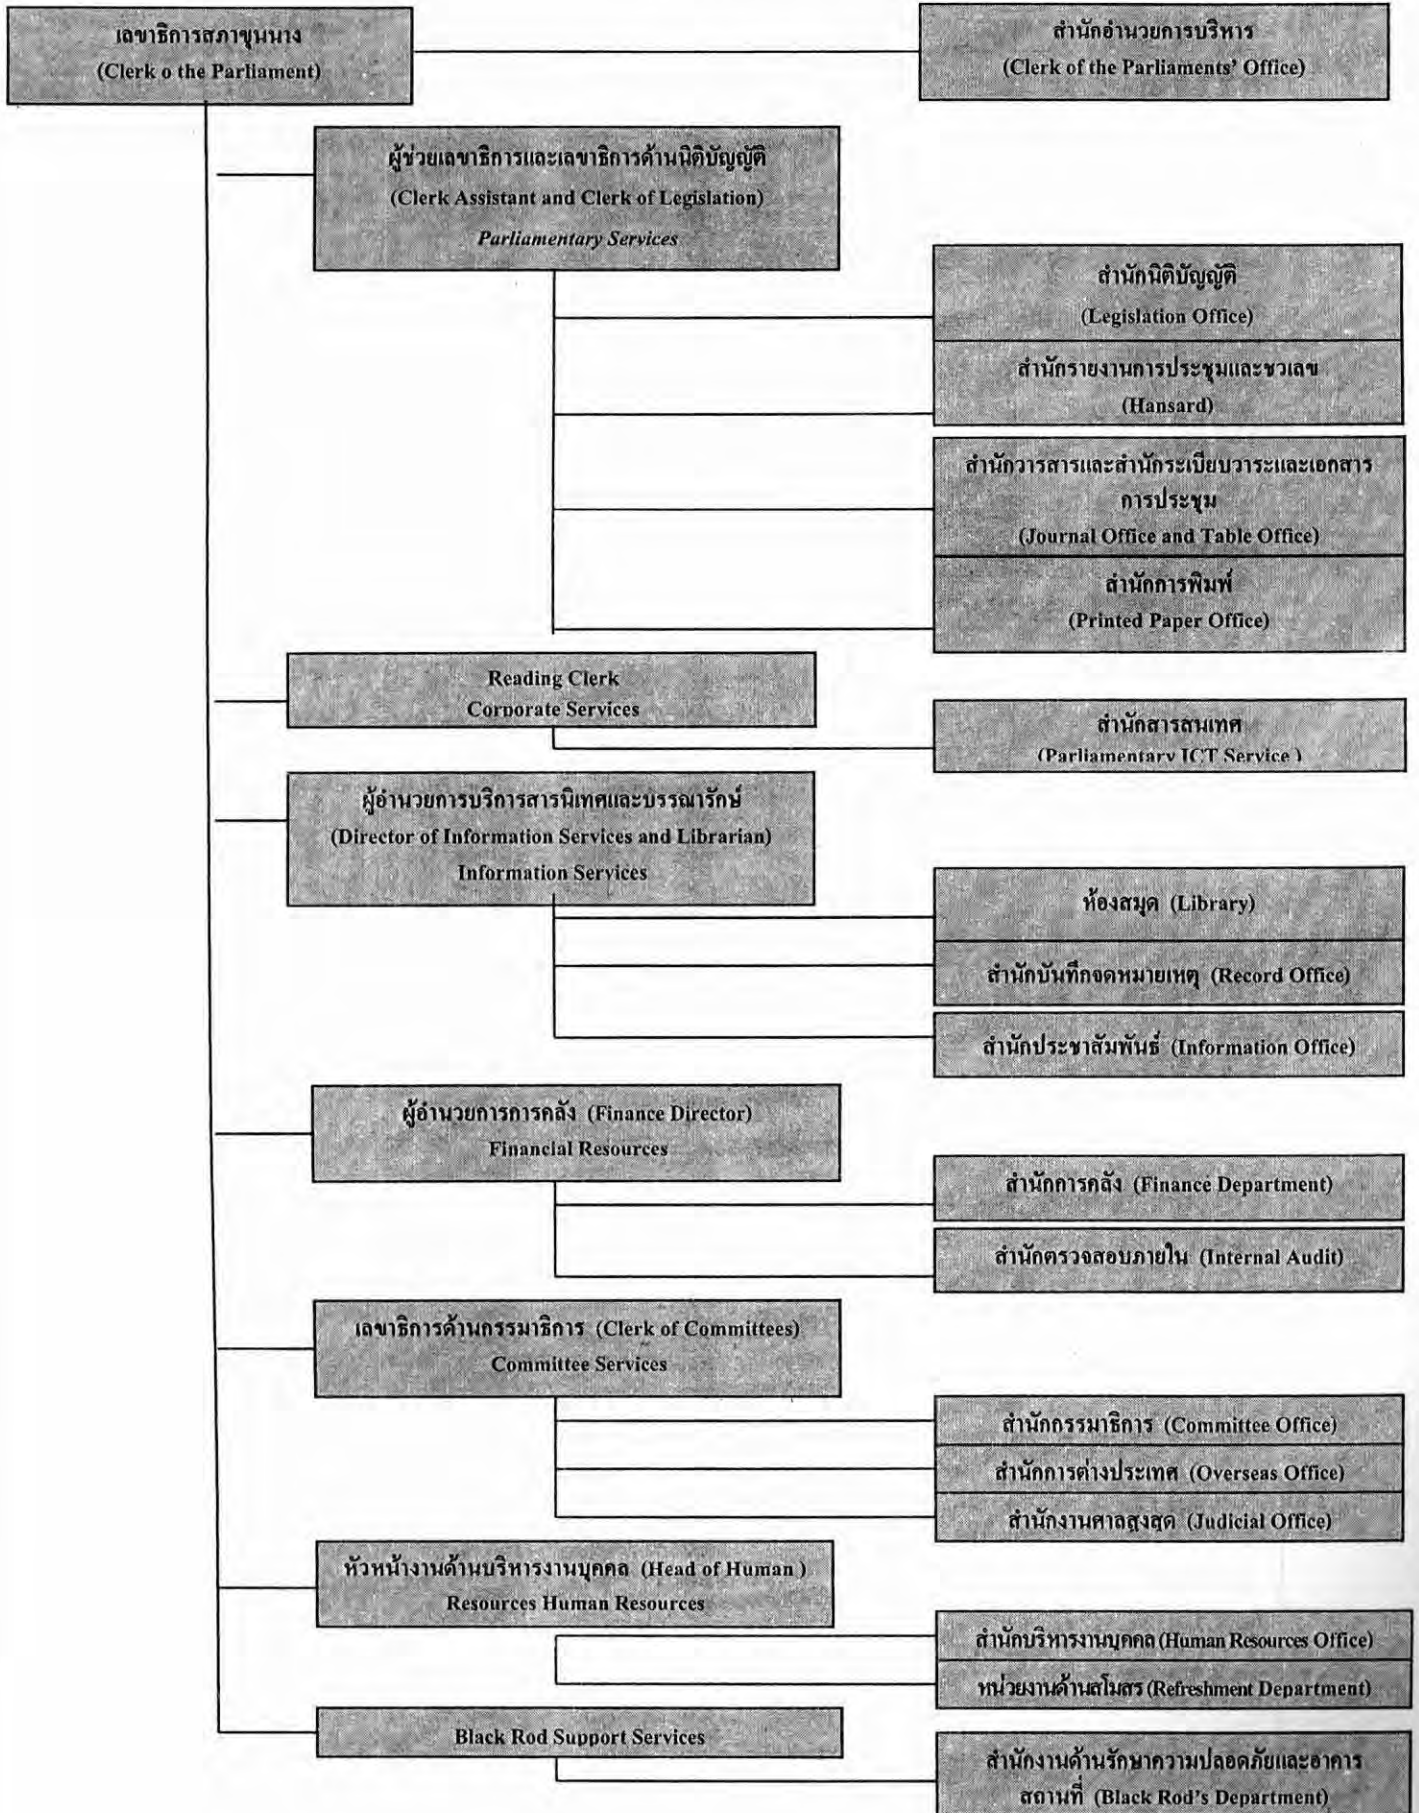 เลขาธิการสภาขุนนาง
(Clerk o the Parliament)
สำนักอำนวยการบริหาร
(Clerk of the Parliaments' Office)
ผู้ช่วยเลขาธิการและเลขาธิการด้านนิติบัญญัติ
(Clerk Assistant and Clerk of Legislation)
Parliamentary Services
สำนักนิติบัญญัติ
(Legislation Office)
สำนักรายงานการประชุมและชวเลข
(Hansard)
สำนักวารสารและสำนักระเบียบวาระและเอกสาร
การประชุม
(Journal Office and Table Office)
สำนักการพิมพ์
(Printed Paper Office)
Reading Clerk
Corporate Services
สำนักสารสนเทศ
(Parliamentary ICT Service )
ผู้อำนวยการบริการสารนิเทศและบรรณารักษ์
(Director of Information Services and Librarian)
Information Services
ห้องสมุด (Library)
สำนักบันทึกจดหมายเหตุ (Record Office)
สำนักประชาสัมพันธ์ (Information Office)
ผู้อำนวยการการคลัง (Finance Director)
Financial Resources
สำนักการคลัง (Finance Department)
สำนักตรวจสอบภายใน (Internal Audit)
เลขาธิการด้านกรรมาธิการ (Clerk of Committees)
Committee Services
สำนักกรรมาธิการ (Committee Office)
สำนักการต่างประเทศ (Overseas Office)
สำนักงานศาลสูงสุด (Judicial Office)
หัวหน้างานด้านบริหารงานบุคคล (Head of Human )
Resources Human Resources
สำนักบริหารงานบุคคล (Human Resources Office)
หน่วยงานด้านสโมสร (Refreshment Department)
Black Rod Support Services
สำนักงานด้านรักษาความปลอดภัยและอาคาร
สถานที่ (Black Rod's Department)